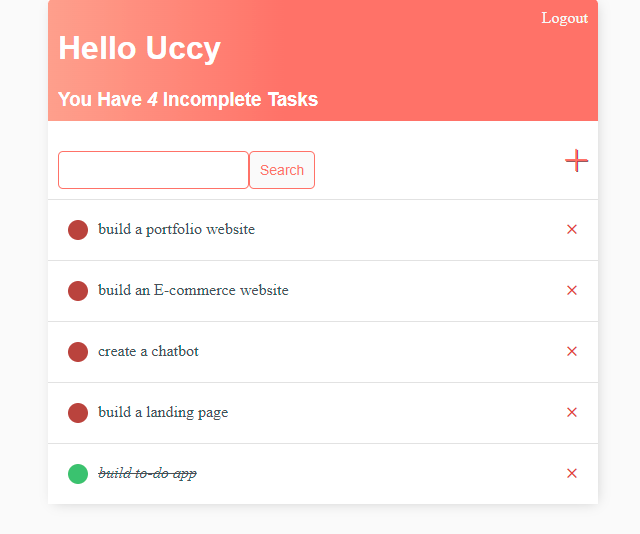 Logout
Hello Uccy
You Have 4 Incomplete Tasks
Search
build a portfolio website ×
build an E-commerce website ×
create a chatbot ×
build a landing page ×
build to-do app ×